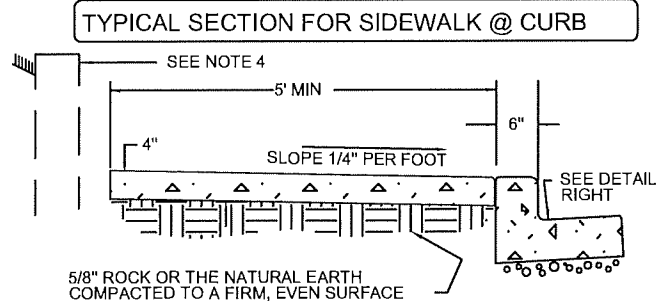 TYPICAL SECTION FOR SIDEWALK @ CURB
SEE NOTE 4
5' MIN
6"
4"
SLOPE 1/4" PER FOOT
SEE DETAIL
RIGHT
5/8" ROCK OR THE NATURAL EARTH
COMPACTED TO A FIRM, EVEN SURFACE